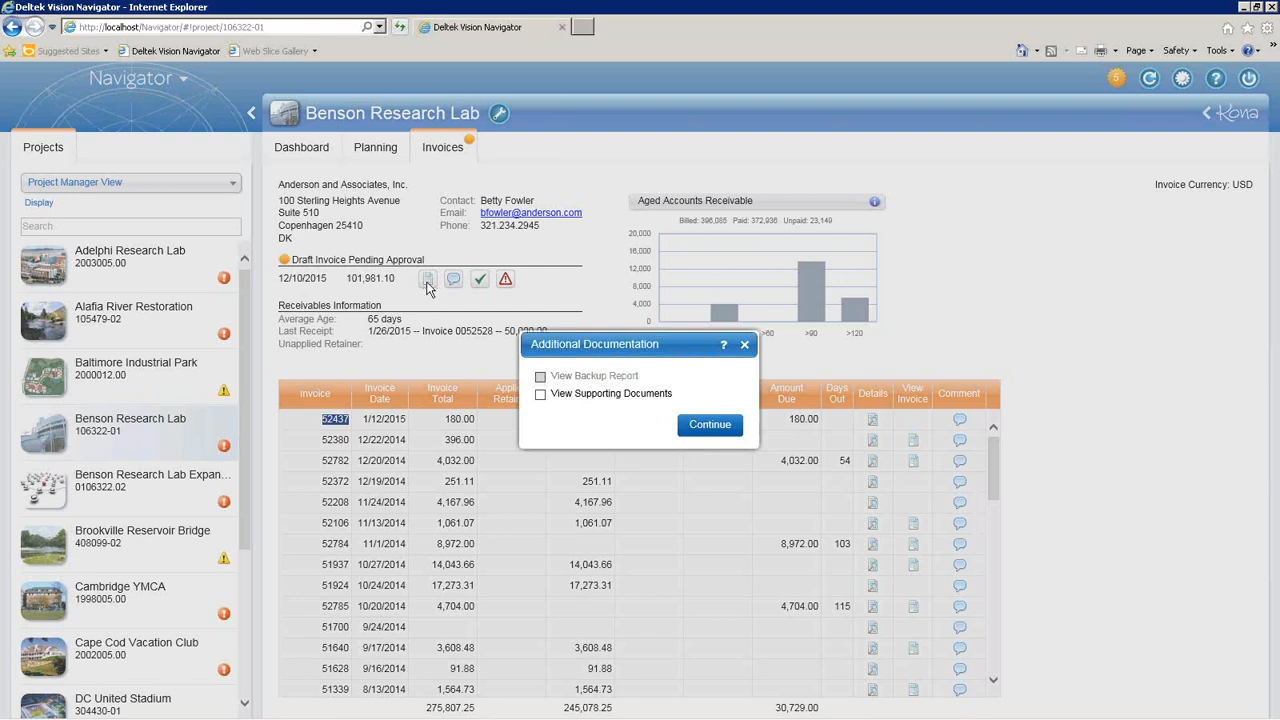 Deltek Vision Navigator - Internet Explorer
http://localhost/Navigator/#!project/106322-01
Deltek Vision Navigator
Suggested Sites
Deltek Vision Navigator
Web Slice Gallery
Page
Safety
Tools
Navigator
5
Benson Research Lab
Kona
Projects
Dashboard
Planning
Invoices
Project Manager View
Display
Search
Adelphi Research Lab
2003005.00
Alafia River Restoration
105479-02
Baltimore Industrial Park
2000012.00
Benson Research Lab
106322-01
Benson Research Lab Expan...
0106322.02
Brookville Reservoir Bridge
408099-02
Cambridge YMCA
1998005.00
Cape Cod Vacation Club
2002005.00
DC United Stadium
304430-01
Anderson and Associates, Inc.
100 Sterling Heights Avenue
Suite 510
Copenhagen 25410
DK
Contact: Betty Fowler
Email: bfowler@anderson.com
Phone: 321.234.2945
Invoice Currency: USD
Aged Accounts Receivable
Billed: 396,085 Paid: 372,936 Unpaid: 23,149
20,000
16,000
12,000
8,000
4,000
0
>60 >90 >120
Draft Invoice Pending Approval
12/10/2015 101,981.10
Receivables Information
Average Age: 65 days
Last Receipt: 1/26/2015 -- Invoice 0052528 -- 50,000.00
Unapplied Retainer:
Additional Documentation ?
View Backup Report
View Supporting Documents
Continue
Invoice Invoice Date Invoice Total Amount Due Days Out Details View Invoice Comment
52437 1/12/2015 180.00 180.00
52380 12/22/2014 396.00
52782 12/20/2014 4,032.00 4,032.00 54
52372 12/19/2014 251.11 251.11
52208 11/24/2014 4,167.96 4,167.96
52106 11/13/2014 1,061.07 1,061.07
52784 11/1/2014 8,972.00 8,972.00 103
51937 10/27/2014 14,043.66 14,043.66
51924 10/24/2014 17,273.31 17,273.31
52785 10/20/2014 4,704.00 4,704.00 115
51700 9/24/2014
51640 9/17/2014 3,608.48 3,608.48
51628 9/16/2014 91.88 91.88
51339 8/13/2014 1,564.73 1,564.73
275,807.25 245,078.25 30,729.00